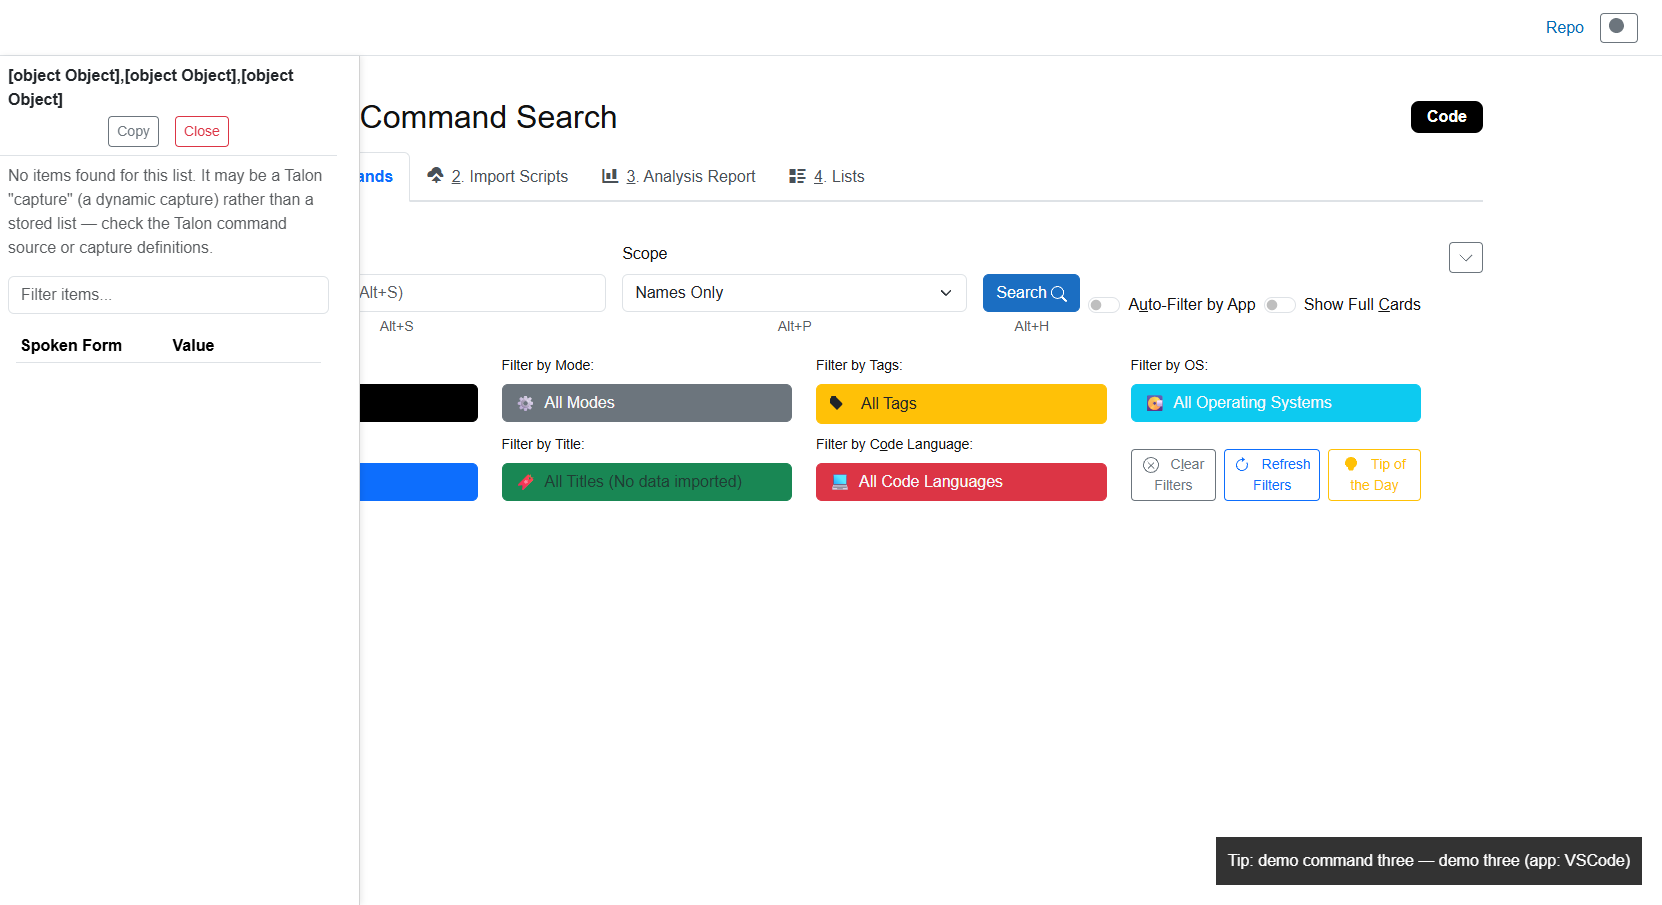 Repo
[object Object],[object Object],[object
Object]
Copy
Close
No items found for this list. It may be a Talon
"capture" (a dynamic capture) rather than a
stored list — check the Talon command
source or capture definitions.
Filter items...
Spoken Form Value
Command Search
Code
ands
2. Import Scripts
3. Analysis Report
4. Lists
Scope
Alt+S)
Names Only
Search
Auto-Filter by App
Show Full Cards
Alt+S
Alt+P
Alt+H
Filter by Mode:
Filter by Tags:
Filter by OS:
All Modes
All Tags
All Operating Systems
Filter by Title:
Filter by Code Language:
All Titles (No data imported)
All Code Languages
Clear
Filters
Refresh
Filters
Tip of
the Day
Tip: demo command three — demo three (app: VSCode)